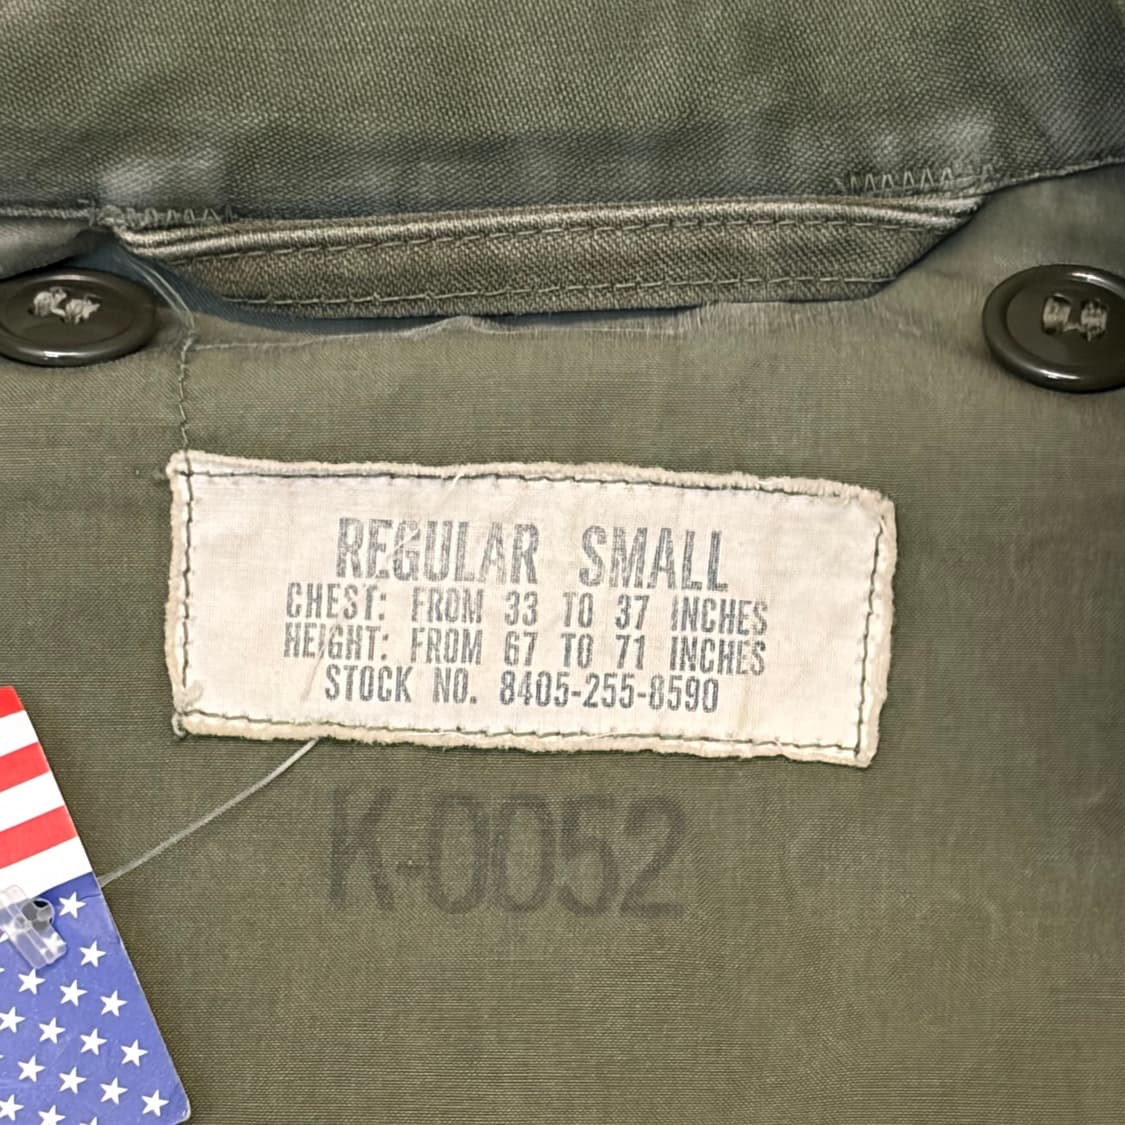 REGULAR SMALL
CHEST: FROM 33 TO 37 INCHES
HEIGHT: FROM 67 TO 71 INCHES
STOCK NO. 8405-255-8590
K-0052